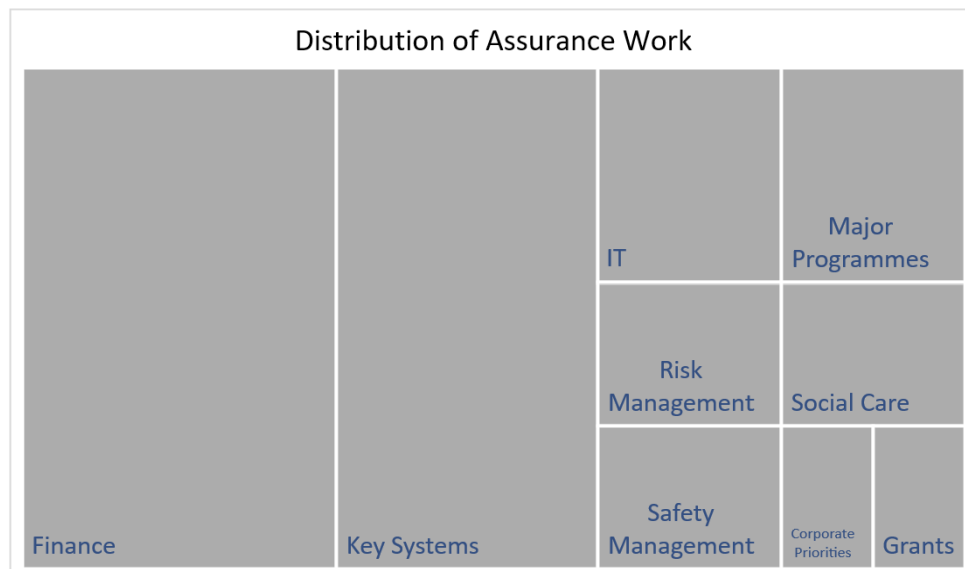 Distribution of Assurance Work
Finance
Key Systems
IT
Major
Programmes
Risk
Management
Social Care
Safety
Management
Corporate
Priorities
Grants